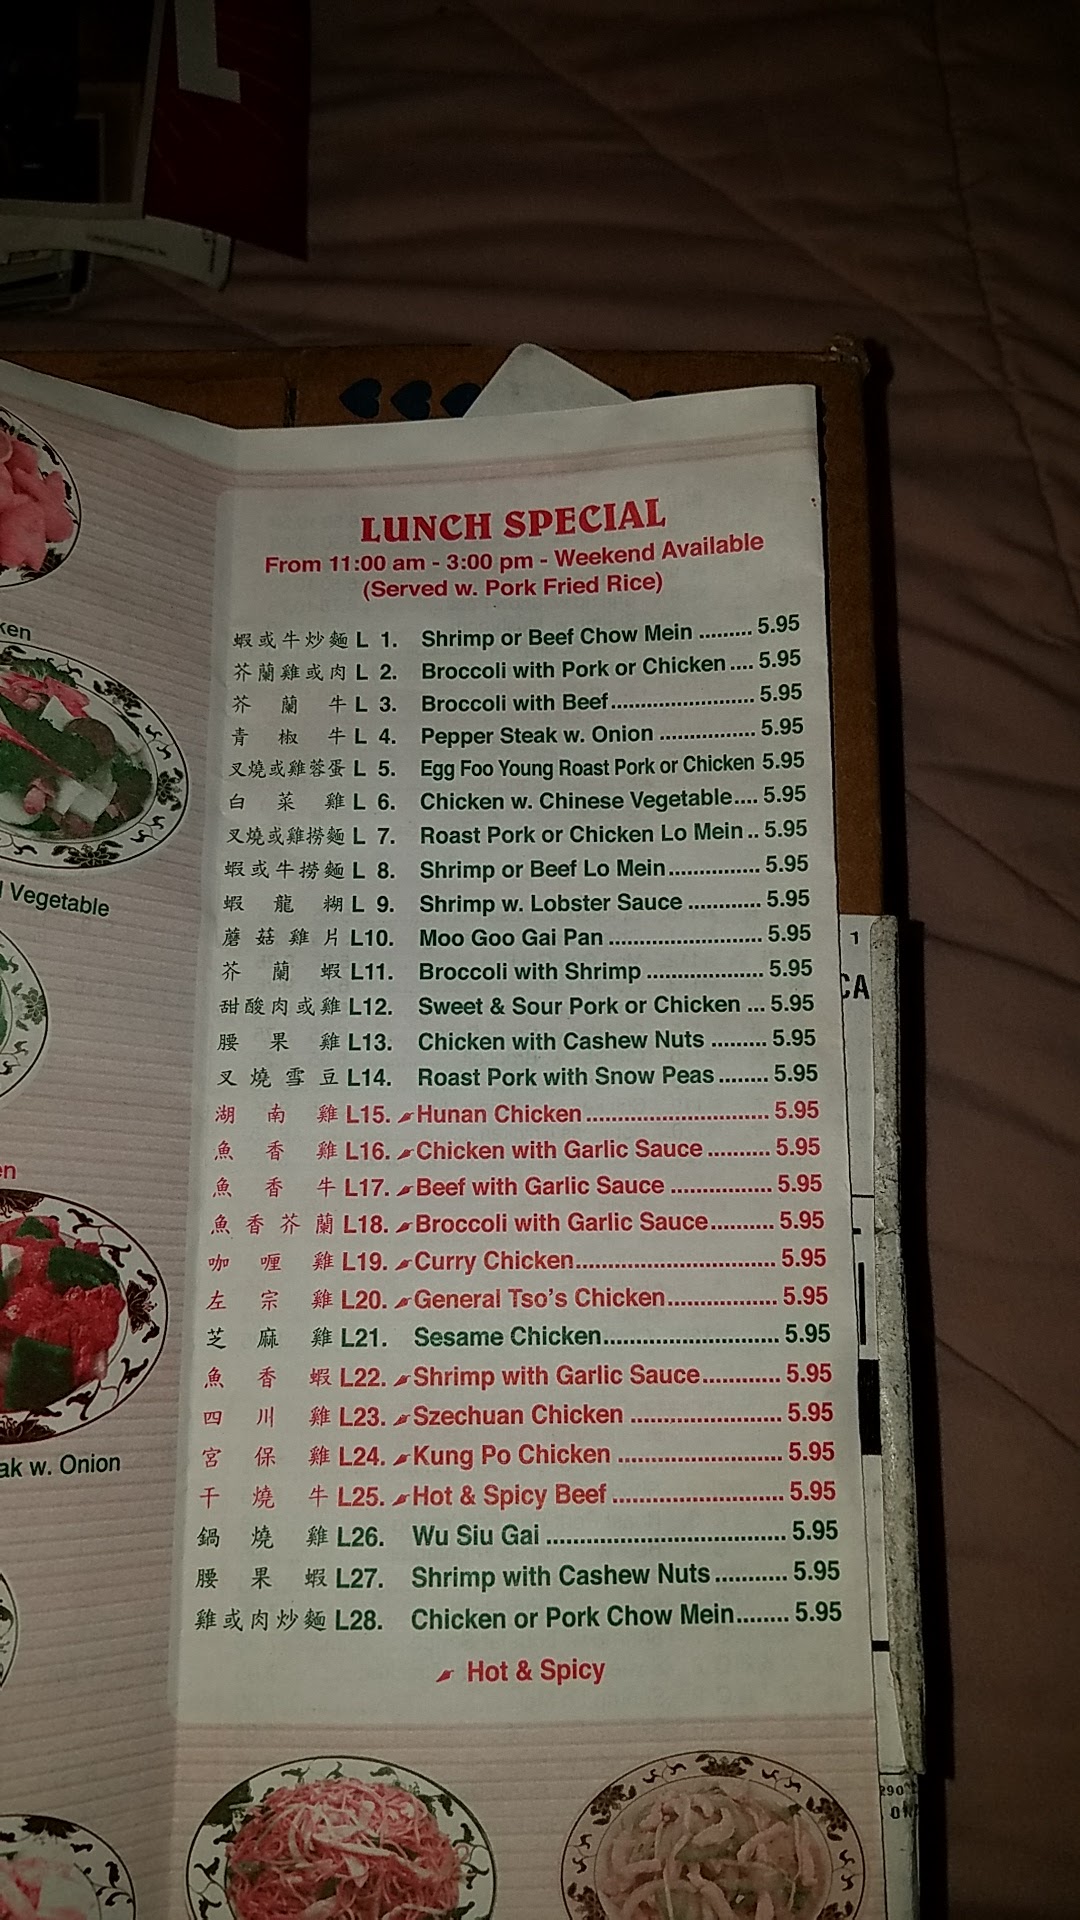 LUNCH SPECIAL
From 11:00 am - 3:00 pm - Weekend Available
(Served w. Pork Fried Rice)
蝦或牛炒麵 L 1. Shrimp or Beef Chow Mein ......... 5.95
芥蘭雞或肉 L 2. Broccoli with Pork or Chicken .... 5.95
芥蘭牛 L 3. Broccoli with Beef........................ 5.95
青椒牛 L 4. Pepper Steak w. Onion ................ 5.95
叉燒或雞蓉蛋 L 5. Egg Foo Young Roast Pork or Chicken 5.95
白菜雞 L 6. Chicken w. Chinese Vegetable.... 5.95
叉燒或雞撈麵 L 7. Roast Pork or Chicken Lo Mein .. 5.95
蝦或牛撈麵 L 8. Shrimp or Beef Lo Mein............... 5.95
蝦龍糊 L 9. Shrimp w. Lobster Sauce ............ 5.95
蘑菇雞片 L10. Moo Goo Gai Pan ......................... 5.95
芥蘭蝦 L11. Broccoli with Shrimp ................... 5.95
甜酸肉或雞 L12. Sweet & Sour Pork or Chicken ... 5.95
腰果雞 L13. Chicken with Cashew Nuts ......... 5.95
叉燒雪豆 L14. Roast Pork with Snow Peas ........ 5.95
湖南雞 L15. Hunan Chicken .............................. 5.95
魚香雞 L16. Chicken with Garlic Sauce .......... 5.95
魚香牛 L17. Beef with Garlic Sauce ................. 5.95
魚香芥蘭 L18. Broccoli with Garlic Sauce.......... 5.95
咖喱雞 L19. Curry Chicken................................ 5.95
左宗雞 L20. General Tso's Chicken.................. 5.95
芝麻雞 L21. Sesame Chicken............................ 5.95
魚香蝦 L22. Shrimp with Garlic Sauce............ 5.95
四川雞 L23. Szechuan Chicken ........................ 5.95
宮保雞 L24. Kung Po Chicken .......................... 5.95
干燒牛 L25. Hot & Spicy Beef ........................... 5.95
鍋燒雞 L26. Wu Siu Gai ...................................... 5.95
腰果蝦 L27. Shrimp with Cashew Nuts ........... 5.95
雞或肉炒麵 L28. Chicken or Pork Chow Mein........ 5.95
Hot & Spicy
ken
Vegetable
en
ak w. Onion
1
CA
290